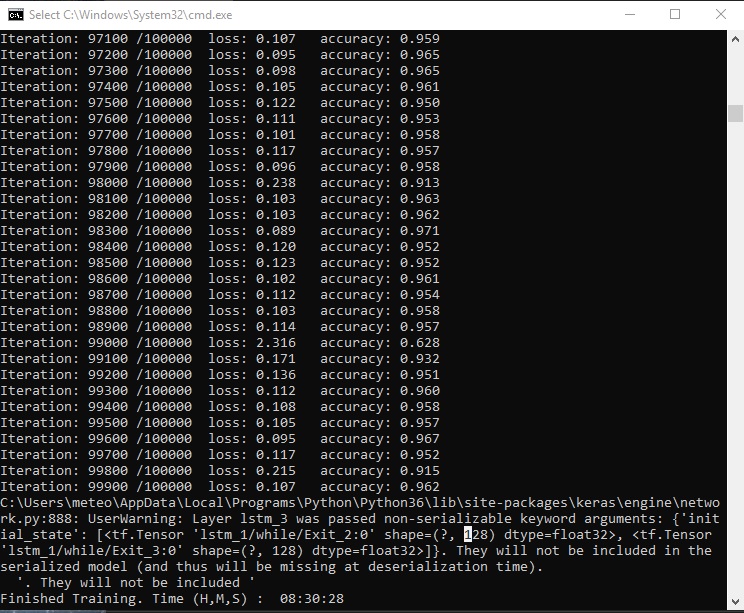 Select C:\Windows\System32\cmd.exe
Iteration: 97100 /100000  loss: 0.107   accuracy: 0.959
Iteration: 97200 /100000  loss: 0.095   accuracy: 0.965
Iteration: 97300 /100000  loss: 0.098   accuracy: 0.965
Iteration: 97400 /100000  loss: 0.105   accuracy: 0.961
Iteration: 97500 /100000  loss: 0.122   accuracy: 0.950
Iteration: 97600 /100000  loss: 0.111   accuracy: 0.953
Iteration: 97700 /100000  loss: 0.101   accuracy: 0.958
Iteration: 97800 /100000  loss: 0.117   accuracy: 0.957
Iteration: 97900 /100000  loss: 0.096   accuracy: 0.958
Iteration: 98000 /100000  loss: 0.238   accuracy: 0.913
Iteration: 98100 /100000  loss: 0.103   accuracy: 0.963
Iteration: 98200 /100000  loss: 0.103   accuracy: 0.962
Iteration: 98300 /100000  loss: 0.089   accuracy: 0.971
Iteration: 98400 /100000  loss: 0.120   accuracy: 0.952
Iteration: 98500 /100000  loss: 0.123   accuracy: 0.952
Iteration: 98600 /100000  loss: 0.102   accuracy: 0.961
Iteration: 98700 /100000  loss: 0.112   accuracy: 0.954
Iteration: 98800 /100000  loss: 0.103   accuracy: 0.958
Iteration: 98900 /100000  loss: 0.114   accuracy: 0.957
Iteration: 99000 /100000  loss: 2.316   accuracy: 0.628
Iteration: 99100 /100000  loss: 0.171   accuracy: 0.932
Iteration: 99200 /100000  loss: 0.136   accuracy: 0.951
Iteration: 99300 /100000  loss: 0.112   accuracy: 0.960
Iteration: 99400 /100000  loss: 0.108   accuracy: 0.958
Iteration: 99500 /100000  loss: 0.105   accuracy: 0.957
Iteration: 99600 /100000  loss: 0.095   accuracy: 0.967
Iteration: 99700 /100000  loss: 0.117   accuracy: 0.952
Iteration: 99800 /100000  loss: 0.215   accuracy: 0.915
Iteration: 99900 /100000  loss: 0.107   accuracy: 0.962
C:\Users\meteo\AppData\Local\Programs\Python\Python36\lib\site-packages\keras\engine\netwo
rk.py:888: UserWarning: Layer lstm_3 was passed non-serializable keyword arguments: {'init
ial_state': [<tf.Tensor 'lstm_1/while/Exit_2:0' shape=(?, 128) dtype=float32>, <tf.Tensor
'lstm_1/while/Exit_3:0' shape=(?, 128) dtype=float32>]}. They will not be included in the
serialized model (and thus will be missing at deserialization time).
  '. They will not be included '
Finished Training. Time (H,M,S) :  08:30:28